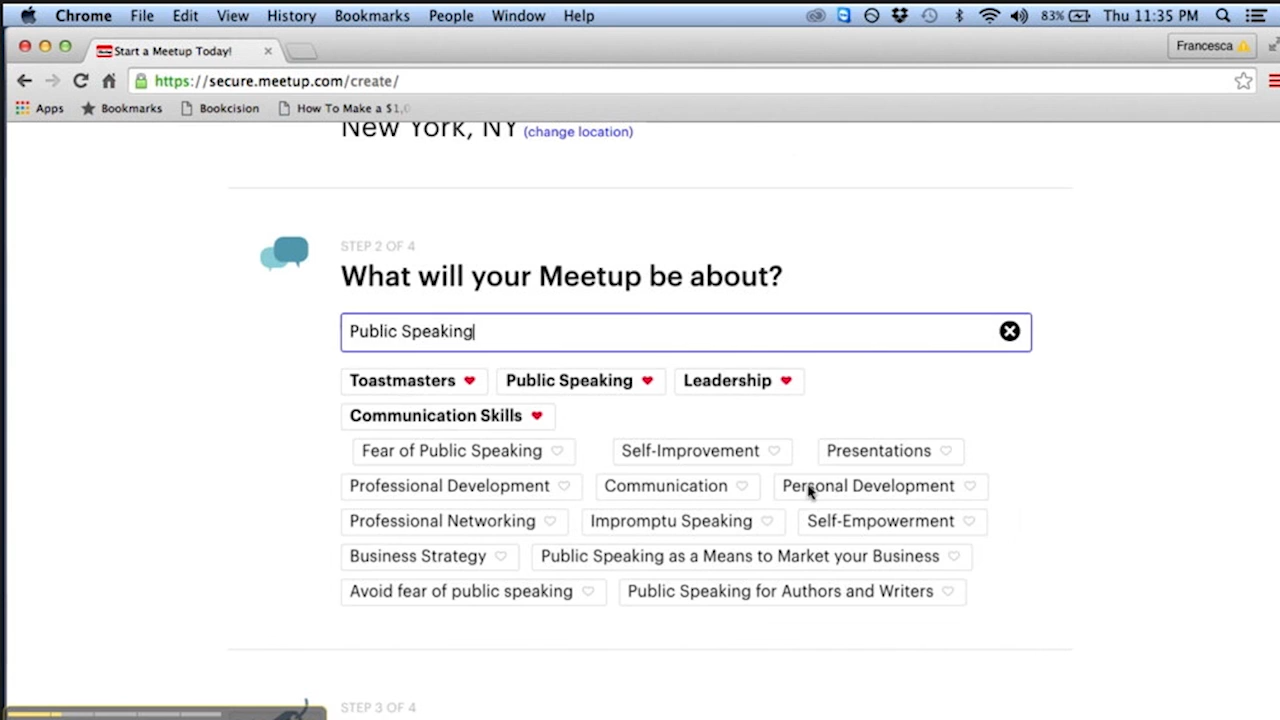 Chrome File Edit View History Bookmarks People Window Help 83% Thu 11:35 PM
Start a Meetup Today! Francesca
https://secure.meetup.com/create/
Apps Bookmarks Bookcision How To Make a $1,0
New York, NY (change location)
STEP 2 OF 4
What will your Meetup be about?
Public Speaking
Toastmasters Public Speaking Leadership
Communication Skills
Fear of Public Speaking Self-Improvement Presentations
Professional Development Communication Personal Development
Professional Networking Impromptu Speaking Self-Empowerment
Business Strategy Public Speaking as a Means to Market your Business
Avoid fear of public speaking Public Speaking for Authors and Writers
STEP 3 OF 4